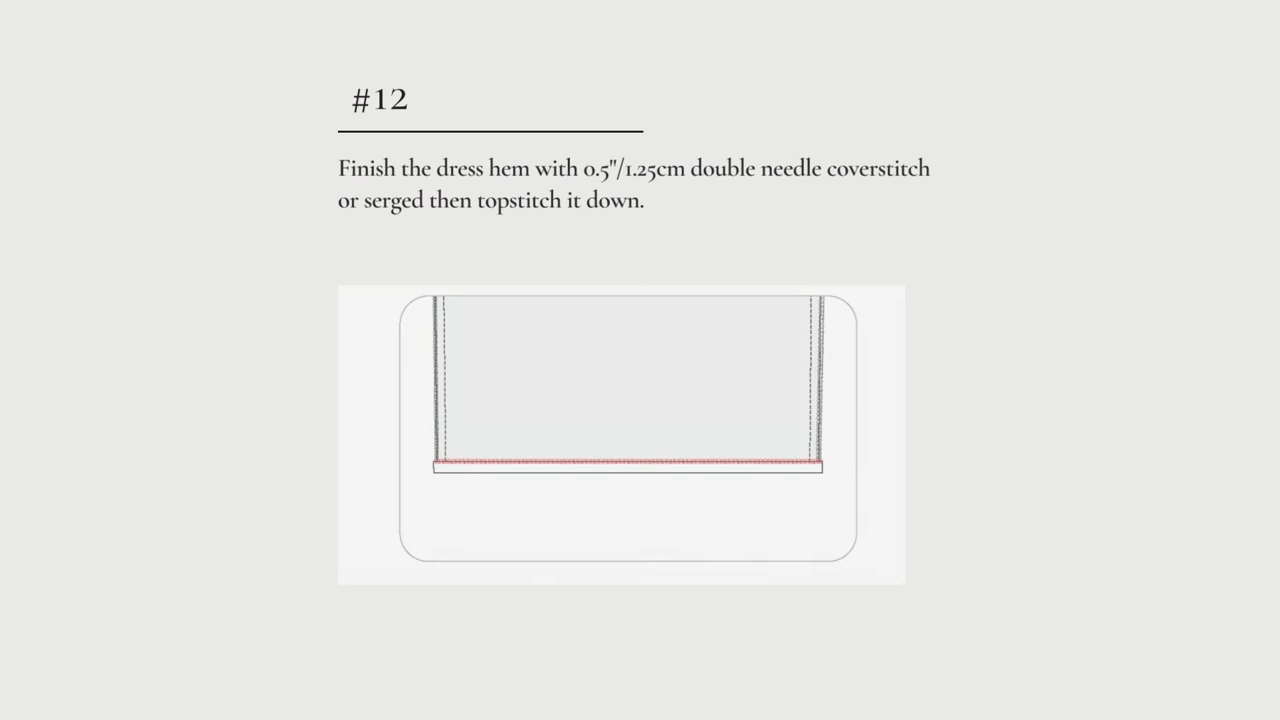 #12
Finish the dress hem with 0.5"/1.25cm double needle coverstitch
or serged then topstitch it down.